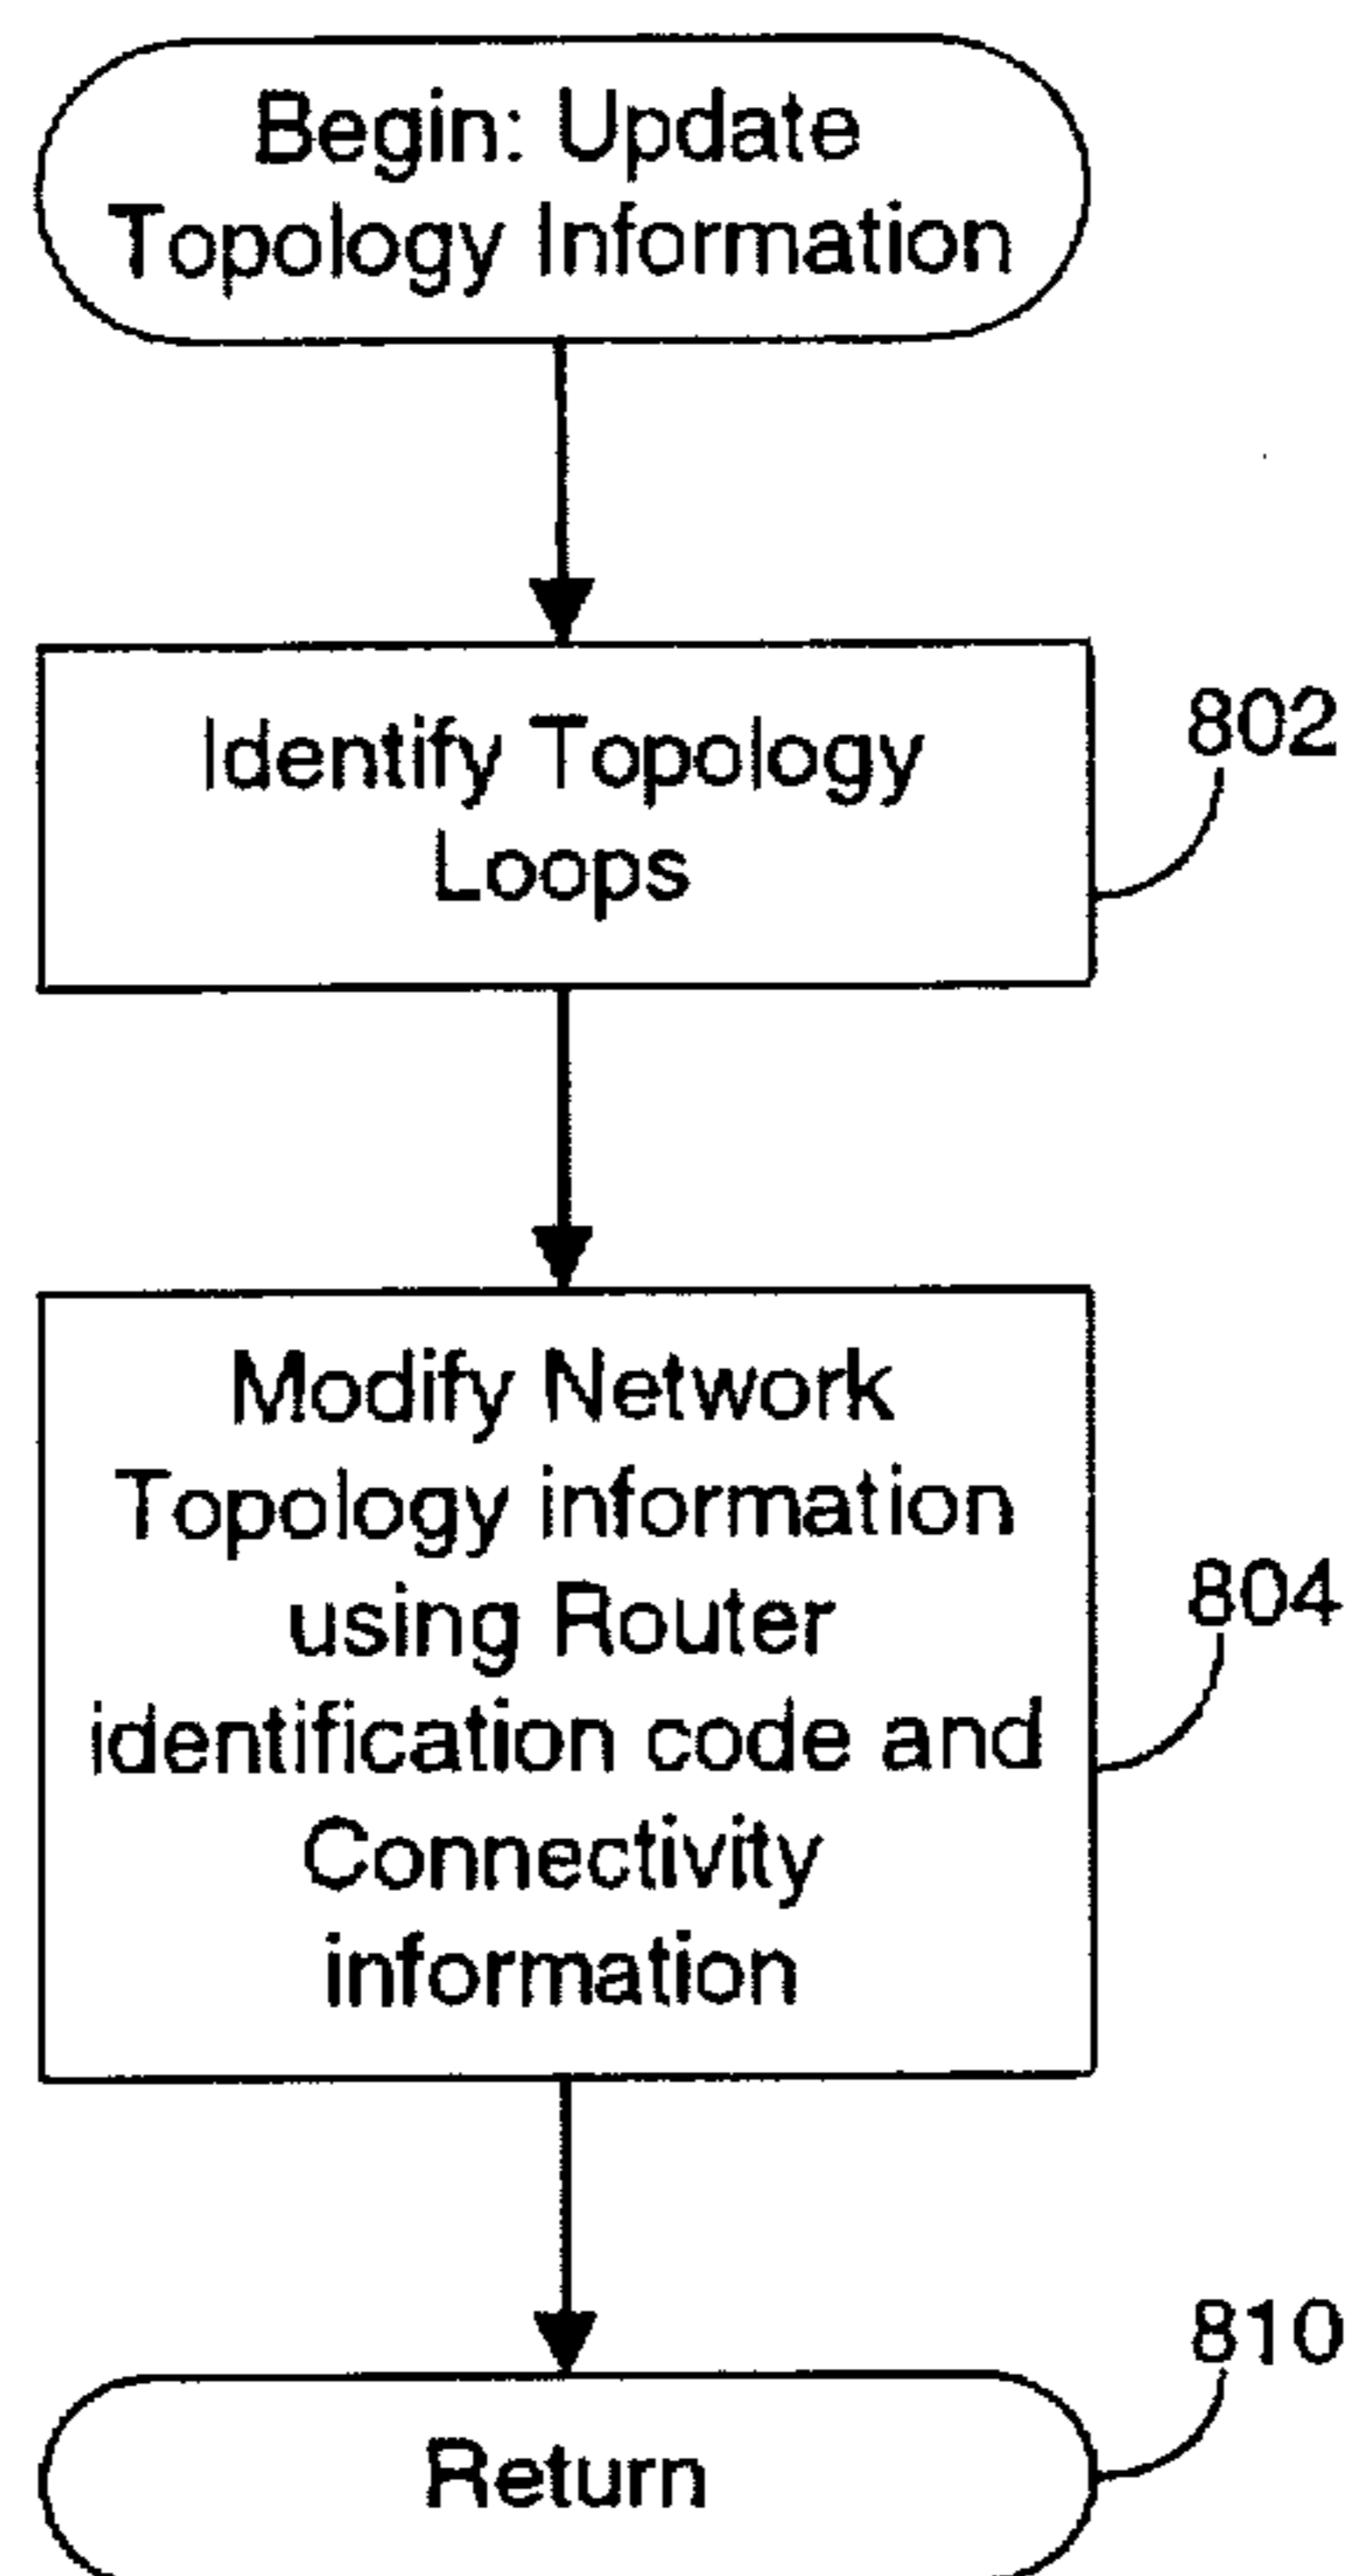 Begin: Update
Topology Information
Identify Topology
Loops
802
Modify Network
Topology information
using Router
identification code and
Connectivity
information
804
810
Return